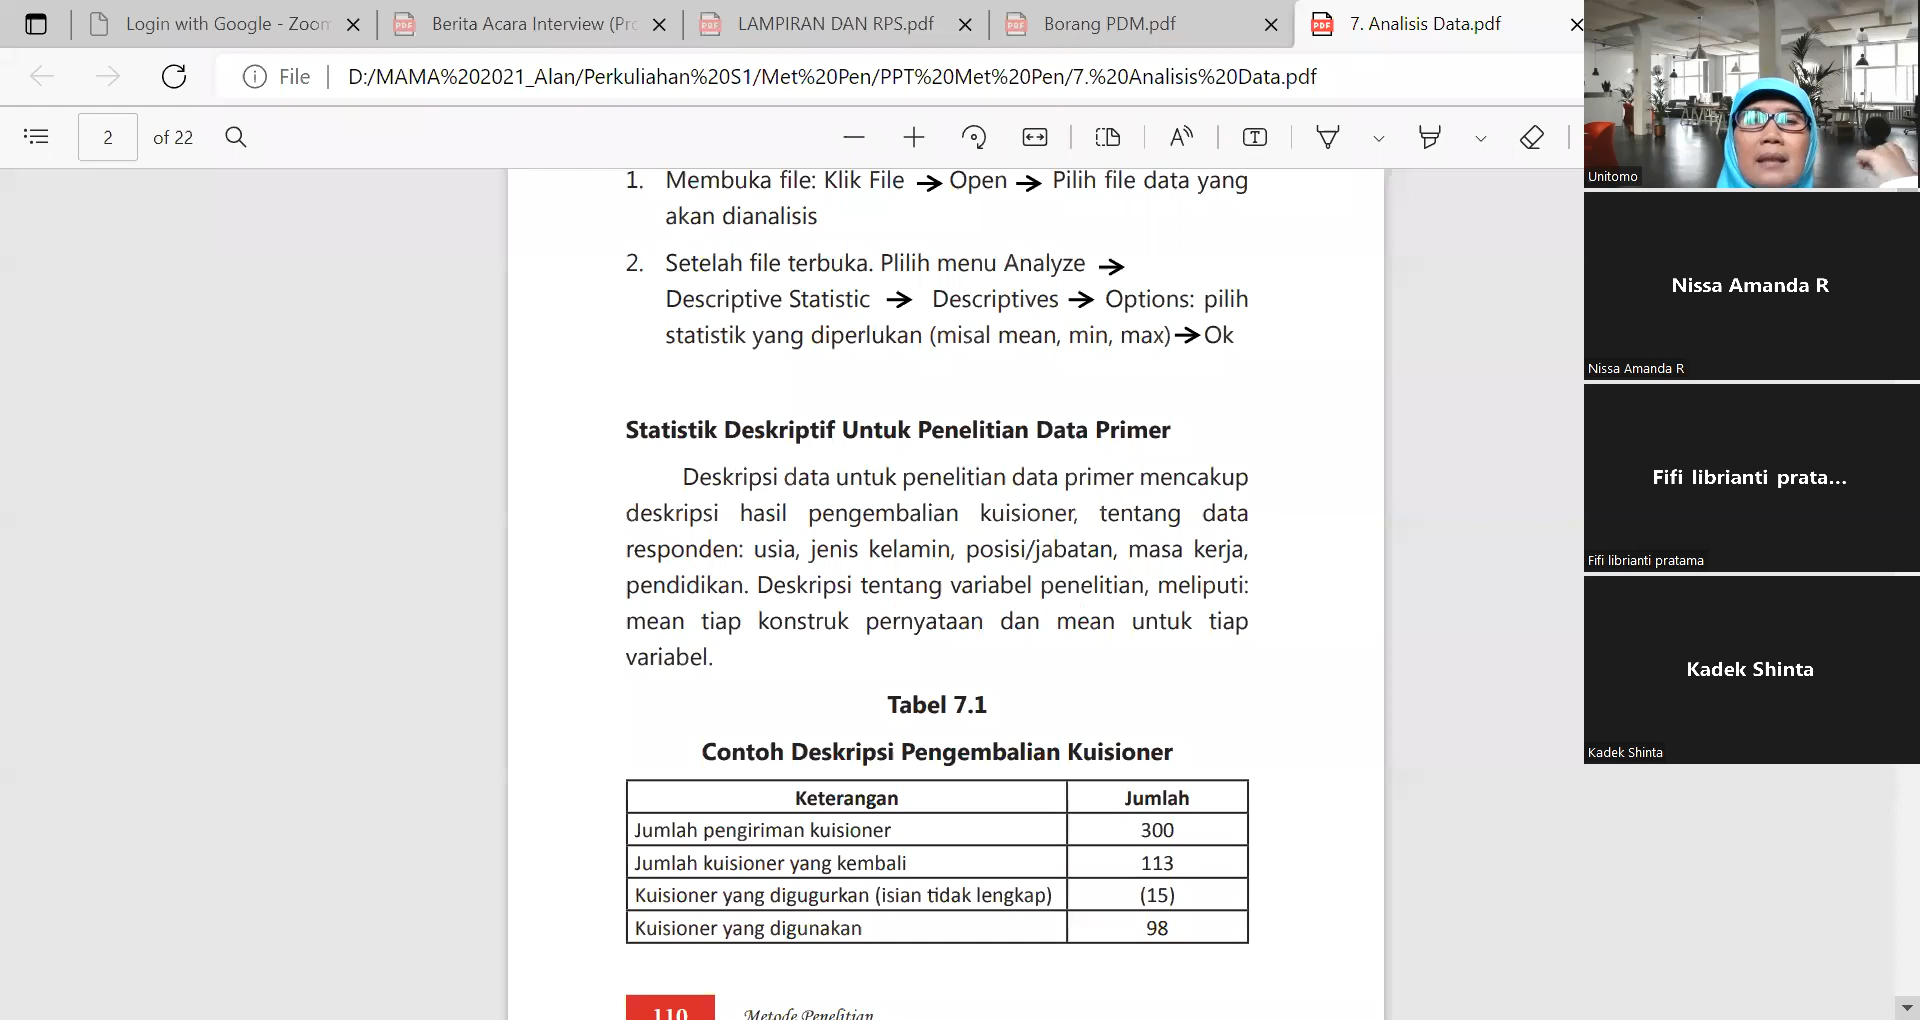 Login with Google - Zoom
Berita Acara Interview (Pro
LAMPIRAN DAN RPS.pdf
Borang PDM.pdf
7. Analisis Data.pdf
File
D:/MAMA%202021_Alan/Perkuliahan%20S1/Met%20Pen/PPT%20Met%20Pen/7.%20Analisis%20Data.pdf
2 of 22
1. Membuka file: Klik File → Open → Pilih file data yang
akan dianalisis
2. Setelah file terbuka. Plilih menu Analyze →
Descriptive Statistic → Descriptives → Options: pilih
statistik yang diperlukan (misal mean, min, max) → Ok
Statistik Deskriptif Untuk Penelitian Data Primer
Deskripsi data untuk penelitian data primer mencakup
deskripsi hasil pengembalian kuisioner, tentang data
responden: usia, jenis kelamin, posisi/jabatan, masa kerja,
pendidikan. Deskripsi tentang variabel penelitian, meliputi:
mean tiap konstruk pernyataan dan mean untuk tiap
variabel.
Tabel 7.1
Contoh Deskripsi Pengembalian Kuisioner
Keterangan Jumlah
Jumlah pengiriman kuisioner 300
Jumlah kuisioner yang kembali 113
Kuisioner yang digugurkan (isian tidak lengkap) (15)
Kuisioner yang digunakan 98
110 Metode Penelitian
Unitomo
Nissa Amanda R
Nissa Amanda R
Fifi librianti prata...
Fifi librianti pratama
Kadek Shinta
Kadek Shinta